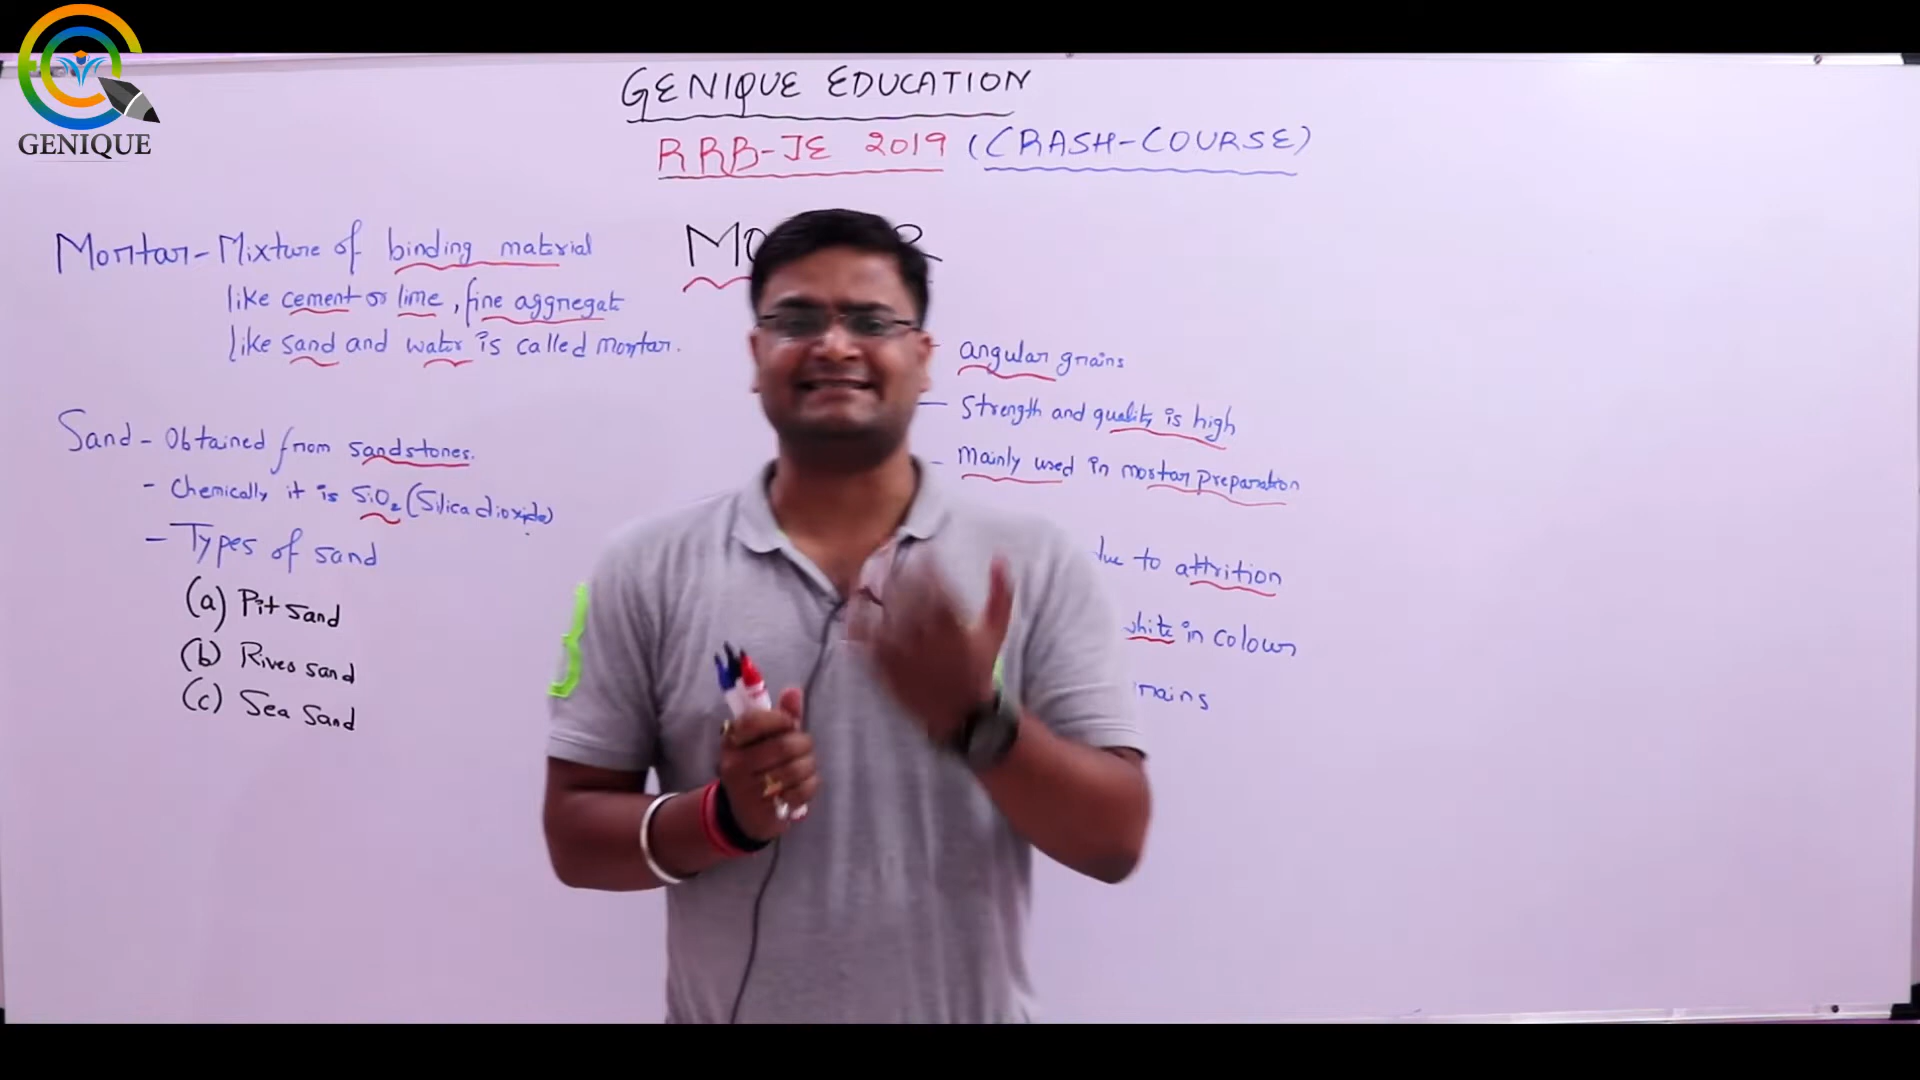 GENIQUE
GENIQUE EDUCATION
RRB-JE 2019 (CRASH-COURSE)
Mortar - Mixture of binding material
like cement or lime, fine aggregate
like sand and water is called mortar.
Sand - Obtained from sandstones.
- Chemically it is SiO2 (Silica dioxide)
- Types of sand
(a) Pit sand
(b) River sand
(c) Sea Sand
- angular grains
- Strength and quality is high
- Mainly used in mortar preparation
to attrition
in colour